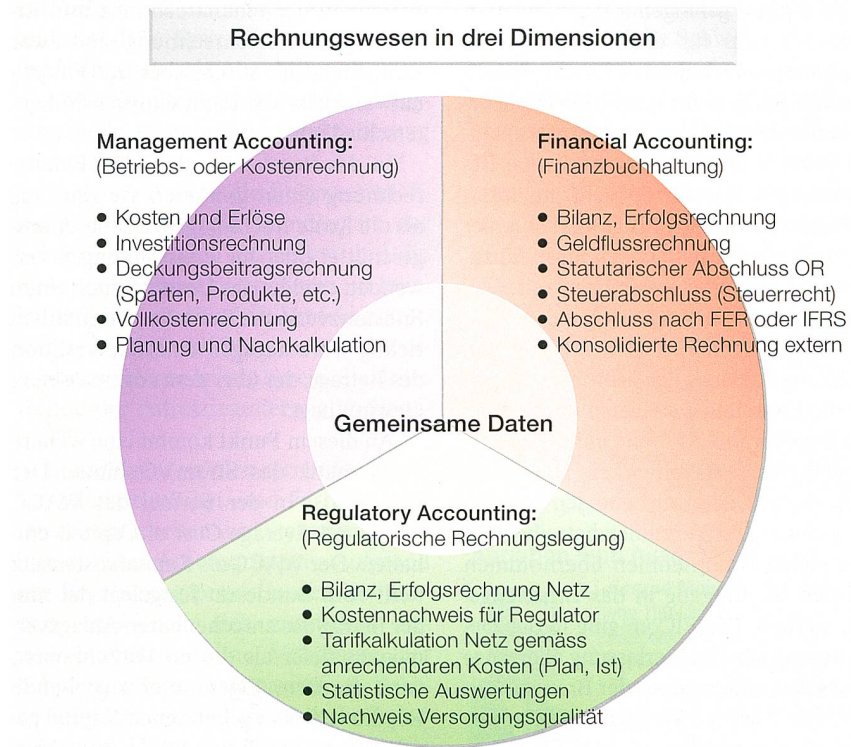 Rechnungswesen in drei Dimensionen
Management Accounting:
(Betriebs- oder Kostenrechnung)
• Kosten und Erlöse
• Investitionsrechnung
• Deckungsbeitragsrechnung
(Sparten, Produkte, etc.)
• Vollkostenrechnung
• Planung und Nachkalkulation
Financial Accounting:
(Finanzbuchhaltung)
• Bilanz, Erfolgsrechnung
• Geldflussrechnung
• Statutarischer Abschluss OR
• Steuerabschluss (Steuerrecht)
• Abschluss nach FER oder IFRS
• Konsolidierte Rechnung extern
Gemeinsame Daten
Regulatory Accounting:
(Regulatorische Rechnungslegung)
• Bilanz, Erfolgsrechnung Netz
• Kostennachweis für Regulator
• Tarifkalkulation Netz gemäss
anrechenbaren Kosten (Plan, Ist)
• Statistische Auswertungen
• Nachweis Versorgungsqualität